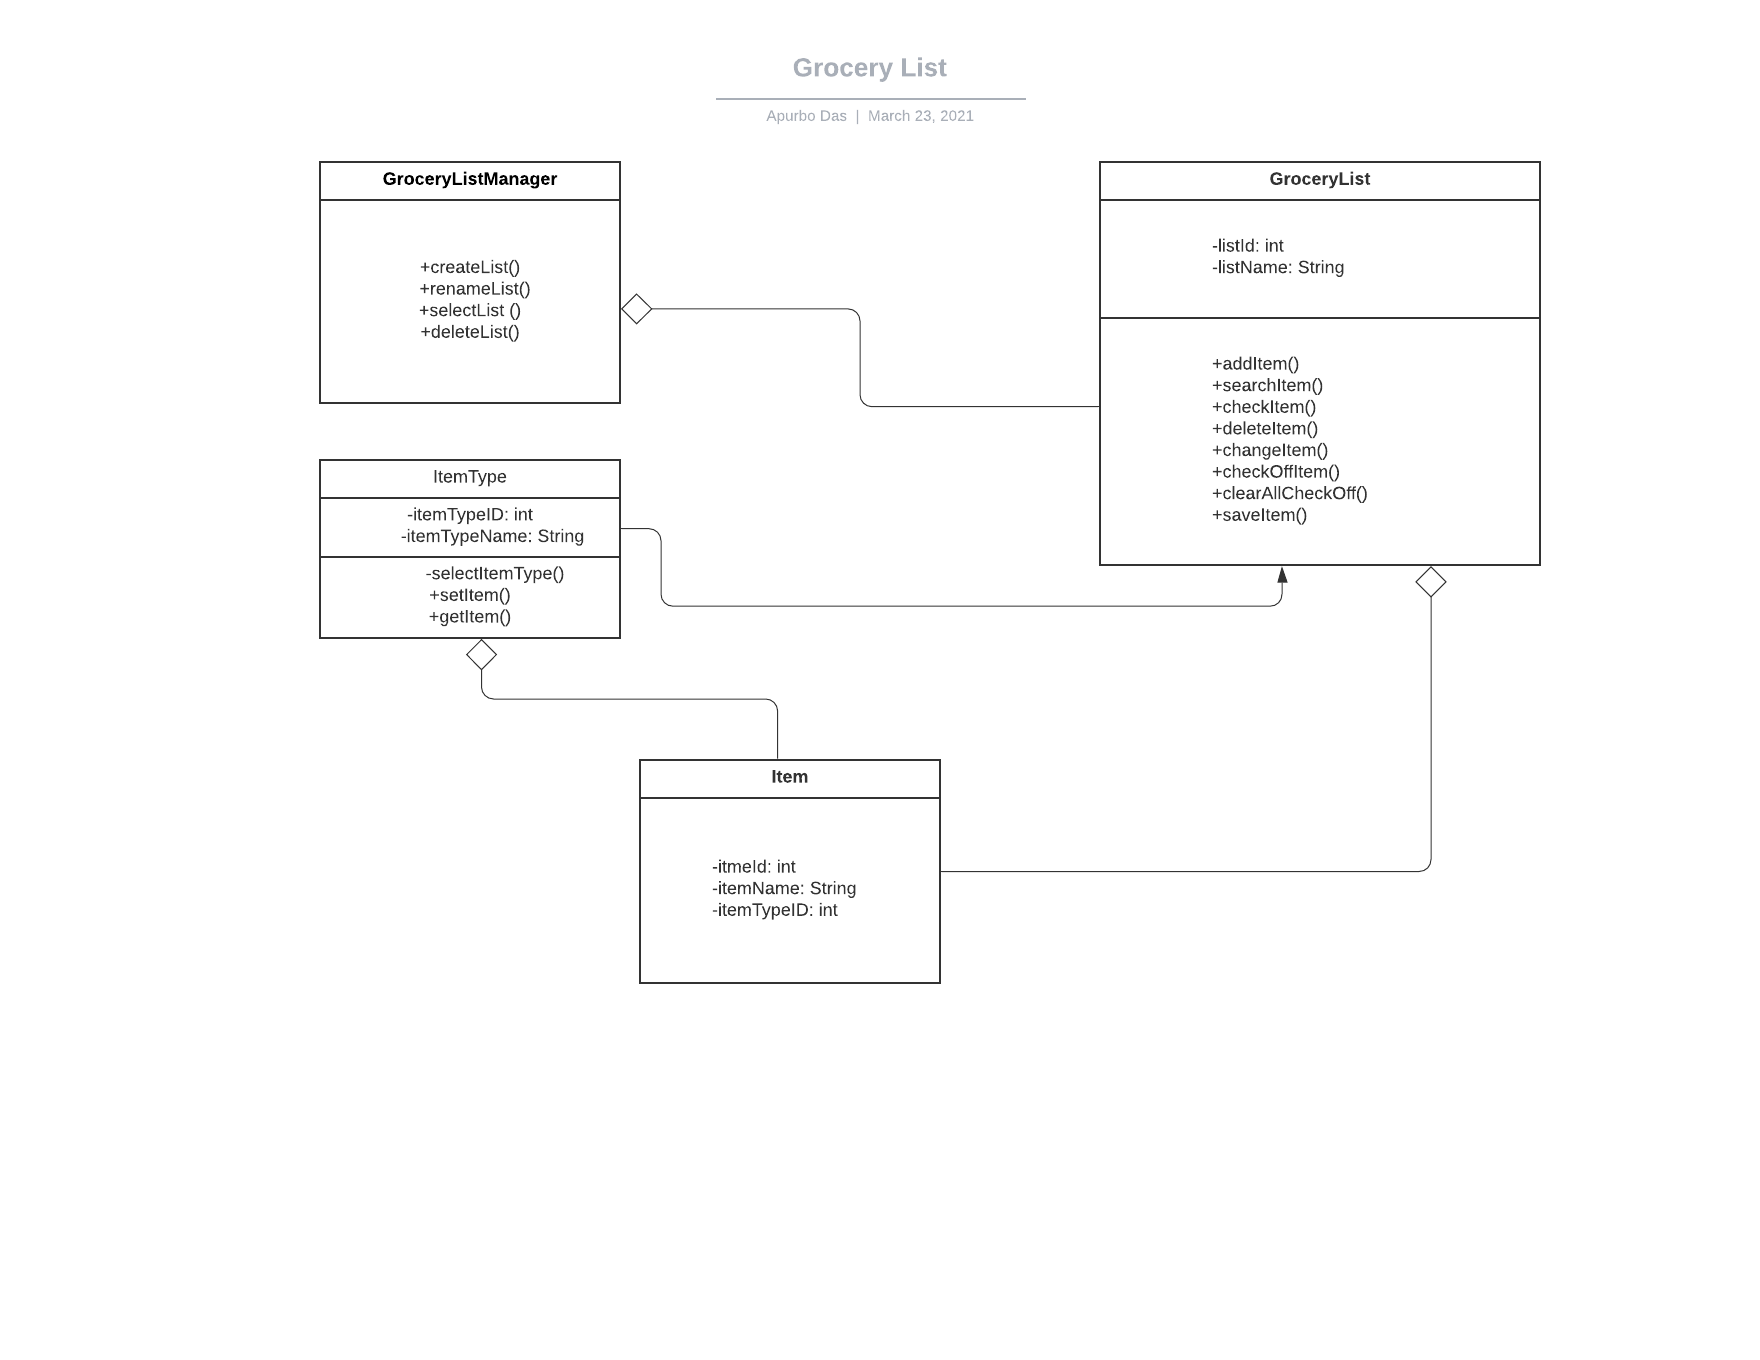 Grocery List
Apurbo Das | March 23, 2021
GroceryListManager
+createList()
+renameList()
+selectList ()
+deleteList()
GroceryList
-listId: int
-listName: String
+addItem()
+searchItem()
+checkItem()
+deleteItem()
+changeItem()
+checkOffItem()
+clearAllCheckOff()
+saveItem()
ItemType
-itemTypeID: int
-itemTypeName: String
-selectItemType()
+setItem()
+getItem()
Item
-itmeId: int
-itemName: String
-itemTypeID: int